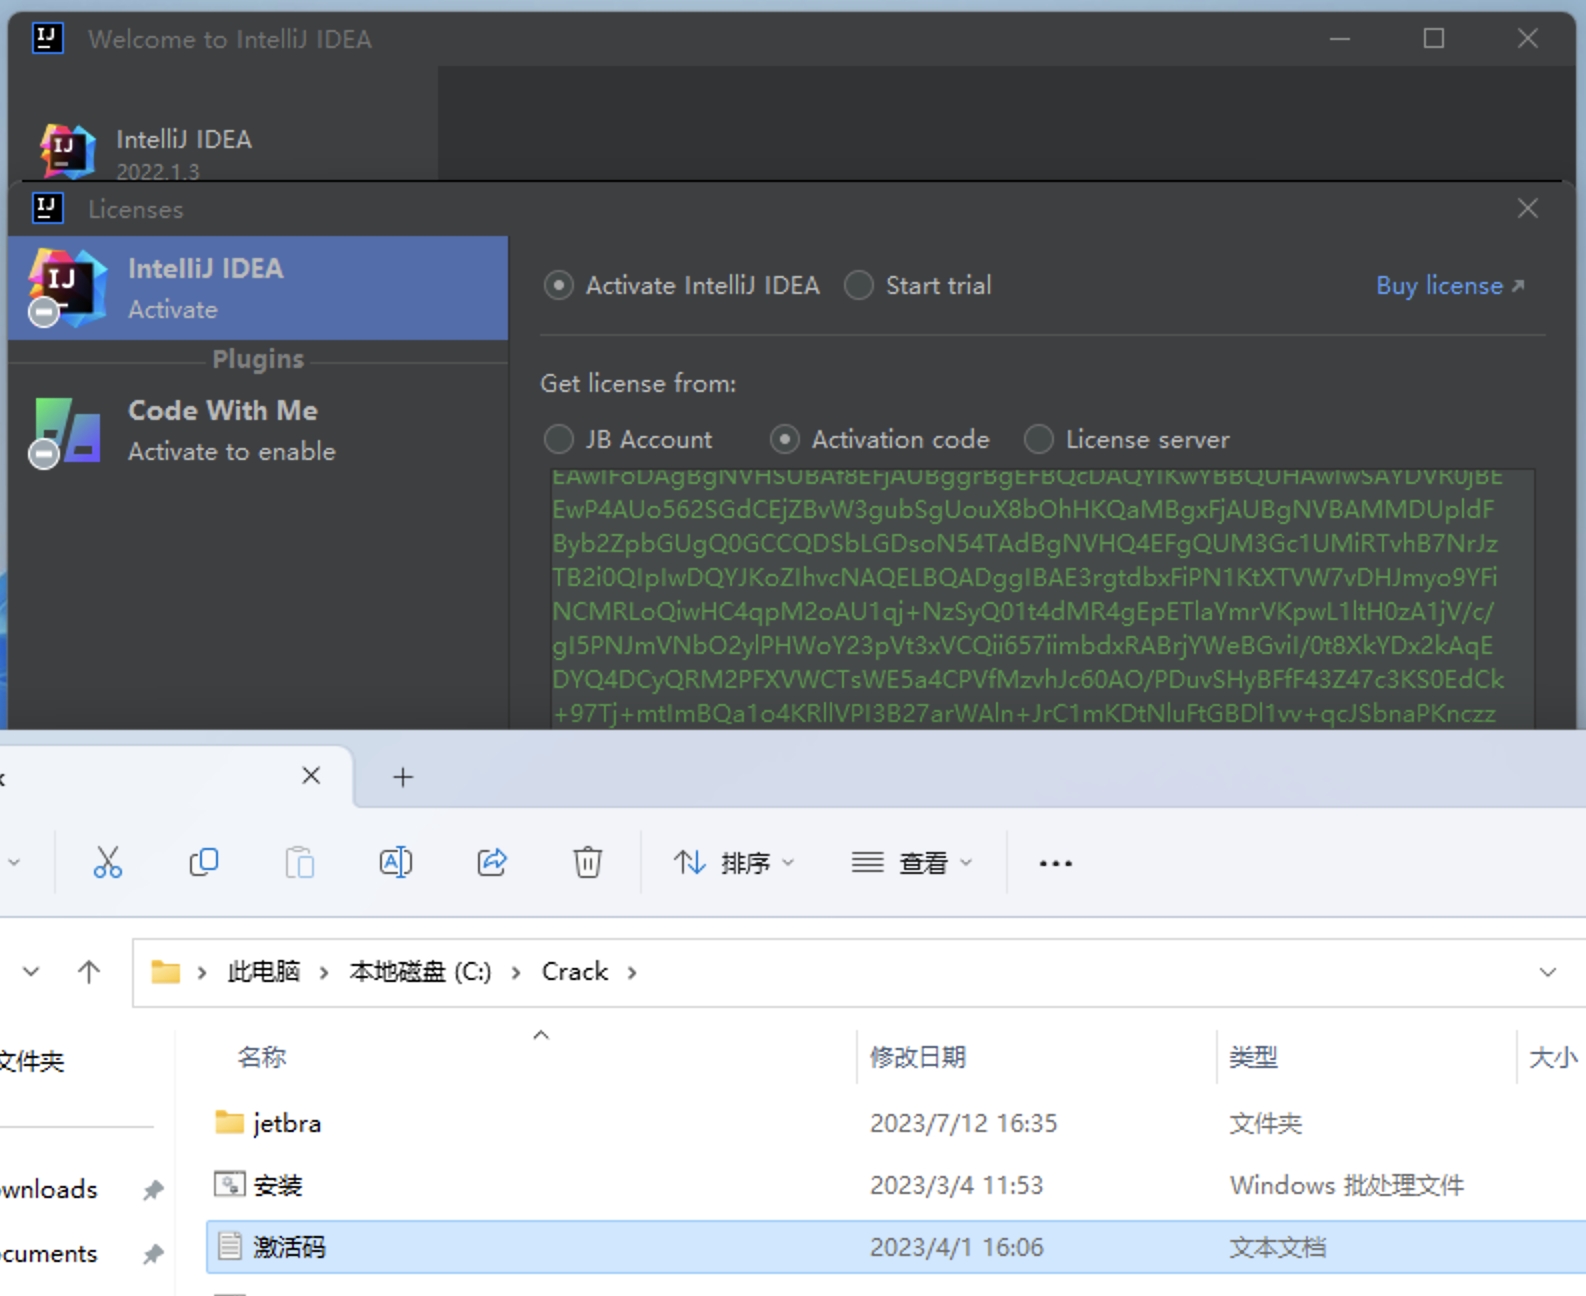 Welcome to IntelliJ IDEA
IntelliJ IDEA
2022.1.3
Licenses
IntelliJ IDEA
Activate
Plugins
Code With Me
Activate to enable
Activate IntelliJ IDEA
Start trial
Buy license
Get license from:
JB Account
Activation code
License server
EAwIFoDAgBgNVHSUBAf8EFjAUBggrBgEFBQcDAQYIKwYBBQUHAwIwSAYDVR0jBE
EwP4AUo562SGdCEjZBvW3gubSgUouX8bOhHKQaMBgxFjAUBgNVBAMMDUpldF
Byb2ZpbGUgQ0GCCQDSbLGDsoN54TAdBgNVHQ4EFgQUM3Gc1UMiRTvhB7NrJz
TB2i0QIpIwDQYJKoZIhvcNAQELBQADggIBAE3rgtdbxFiPN1KtXTVW7vDHJmyo9YFi
NCMRLoQiwHC4qpM2oAU1qj+NzSyQ01t4dMR4gEpETlaYmrVKpwL1ltH0zA1jV/c/
gI5PNJmVNbO2ylPHWoY23pVt3xVCQii657iimbdxRABrjYWeBGviI/0t8XkYDx2kAqE
DYQ4DCyQRM2PFXVWCTsWE5a4CPVfMzvhJc60AO/PDuvSHyBFfF43Z47c3KS0EdCk
+97Tj+mtImBQa1o4KRllVPI3B27arWAln+JrC1mKDtNluFtGBDl1vv+qcJSbnaPKnczz
k
排序
查看
此电脑
本地磁盘 (C:)
Crack
文件夹
名称
修改日期
类型
大小
jetbra
2023/7/12 16:35
文件夹
wnloads
安装
2023/3/4 11:53
Windows 批处理文件
cuments
激活码
2023/4/1 16:06
文本文档